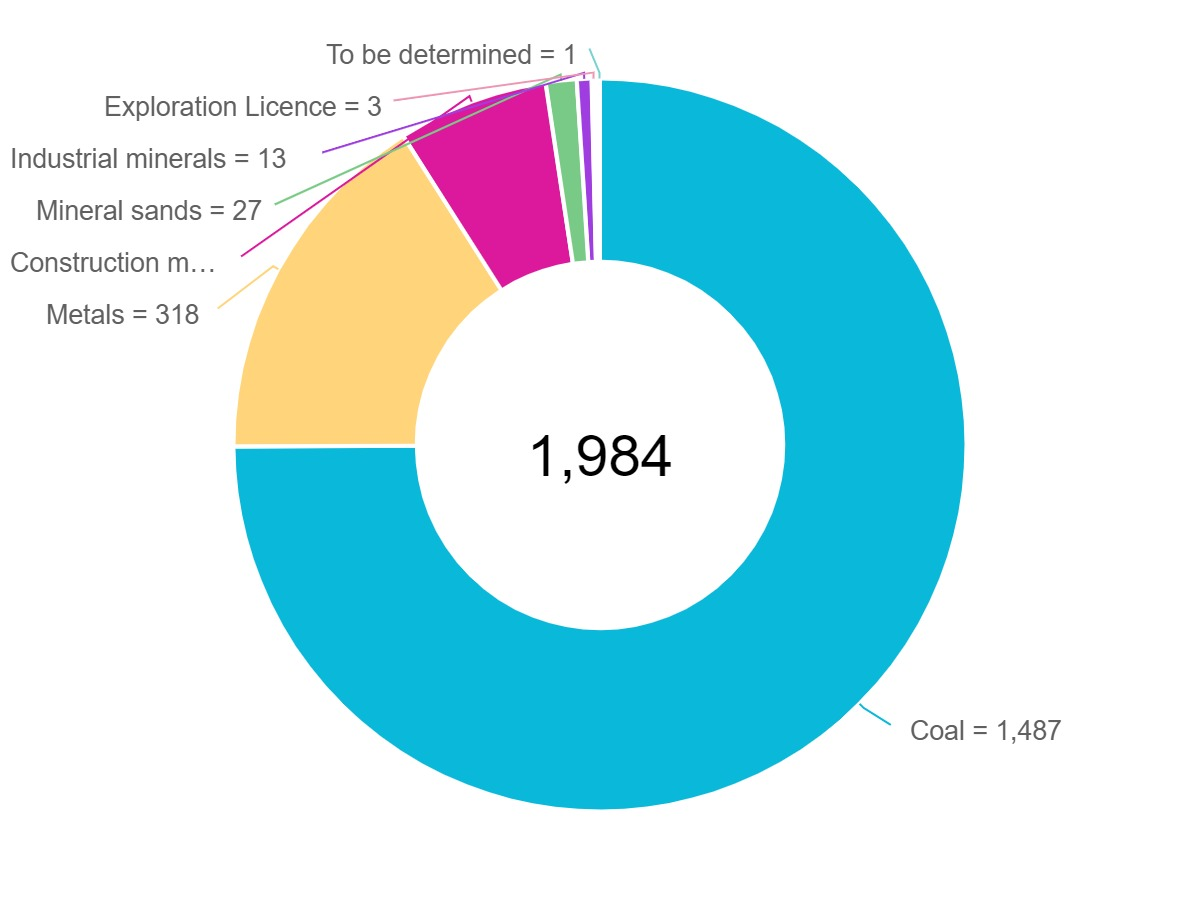 To be determined = 1
Exploration Licence = 3
Industrial minerals = 13
Mineral sands = 27
Construction m…
Metals = 318
1,984
Coal = 1,487